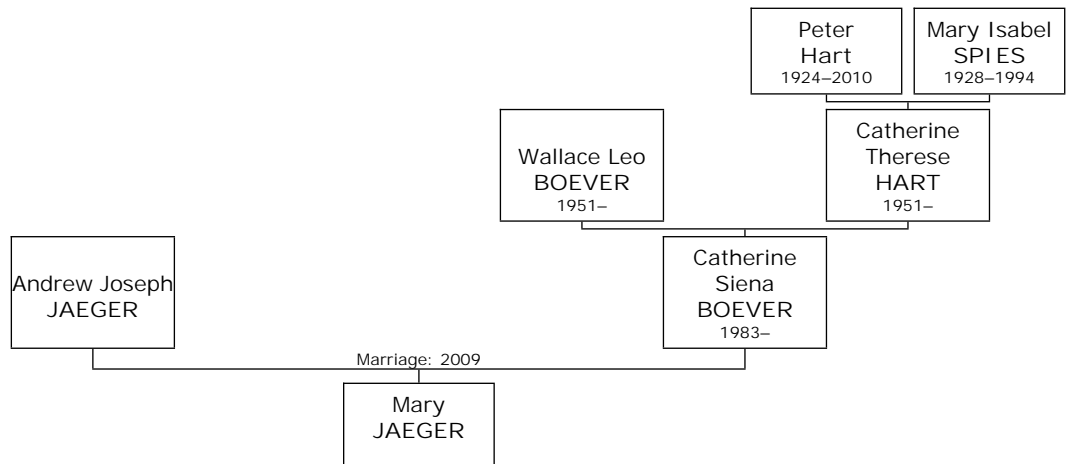 Peter
Hart
1924–2010
Mary Isabel
SPIES
1928–1994
Wallace Leo
BOEVER
1951–
Catherine
Therese
HART
1951–
Andrew Joseph
JAEGER
Catherine
Siena
BOEVER
1983–
Marriage: 2009
Mary
JAEGER